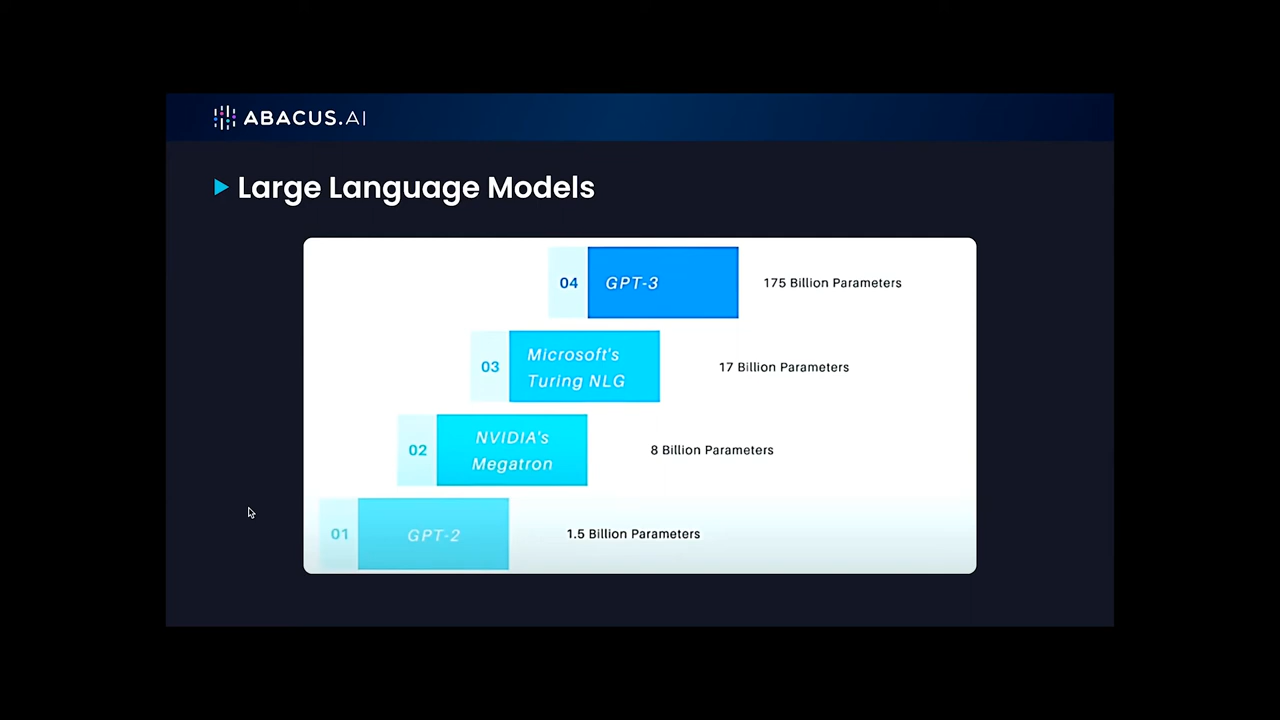 ABACUS.AI
Large Language Models
04 GPT-3 175 Billion Parameters
03 Microsoft's
Turing NLG 17 Billion Parameters
02 NVIDIA's
Megatron 8 Billion Parameters
01 GPT-2 1.5 Billion Parameters